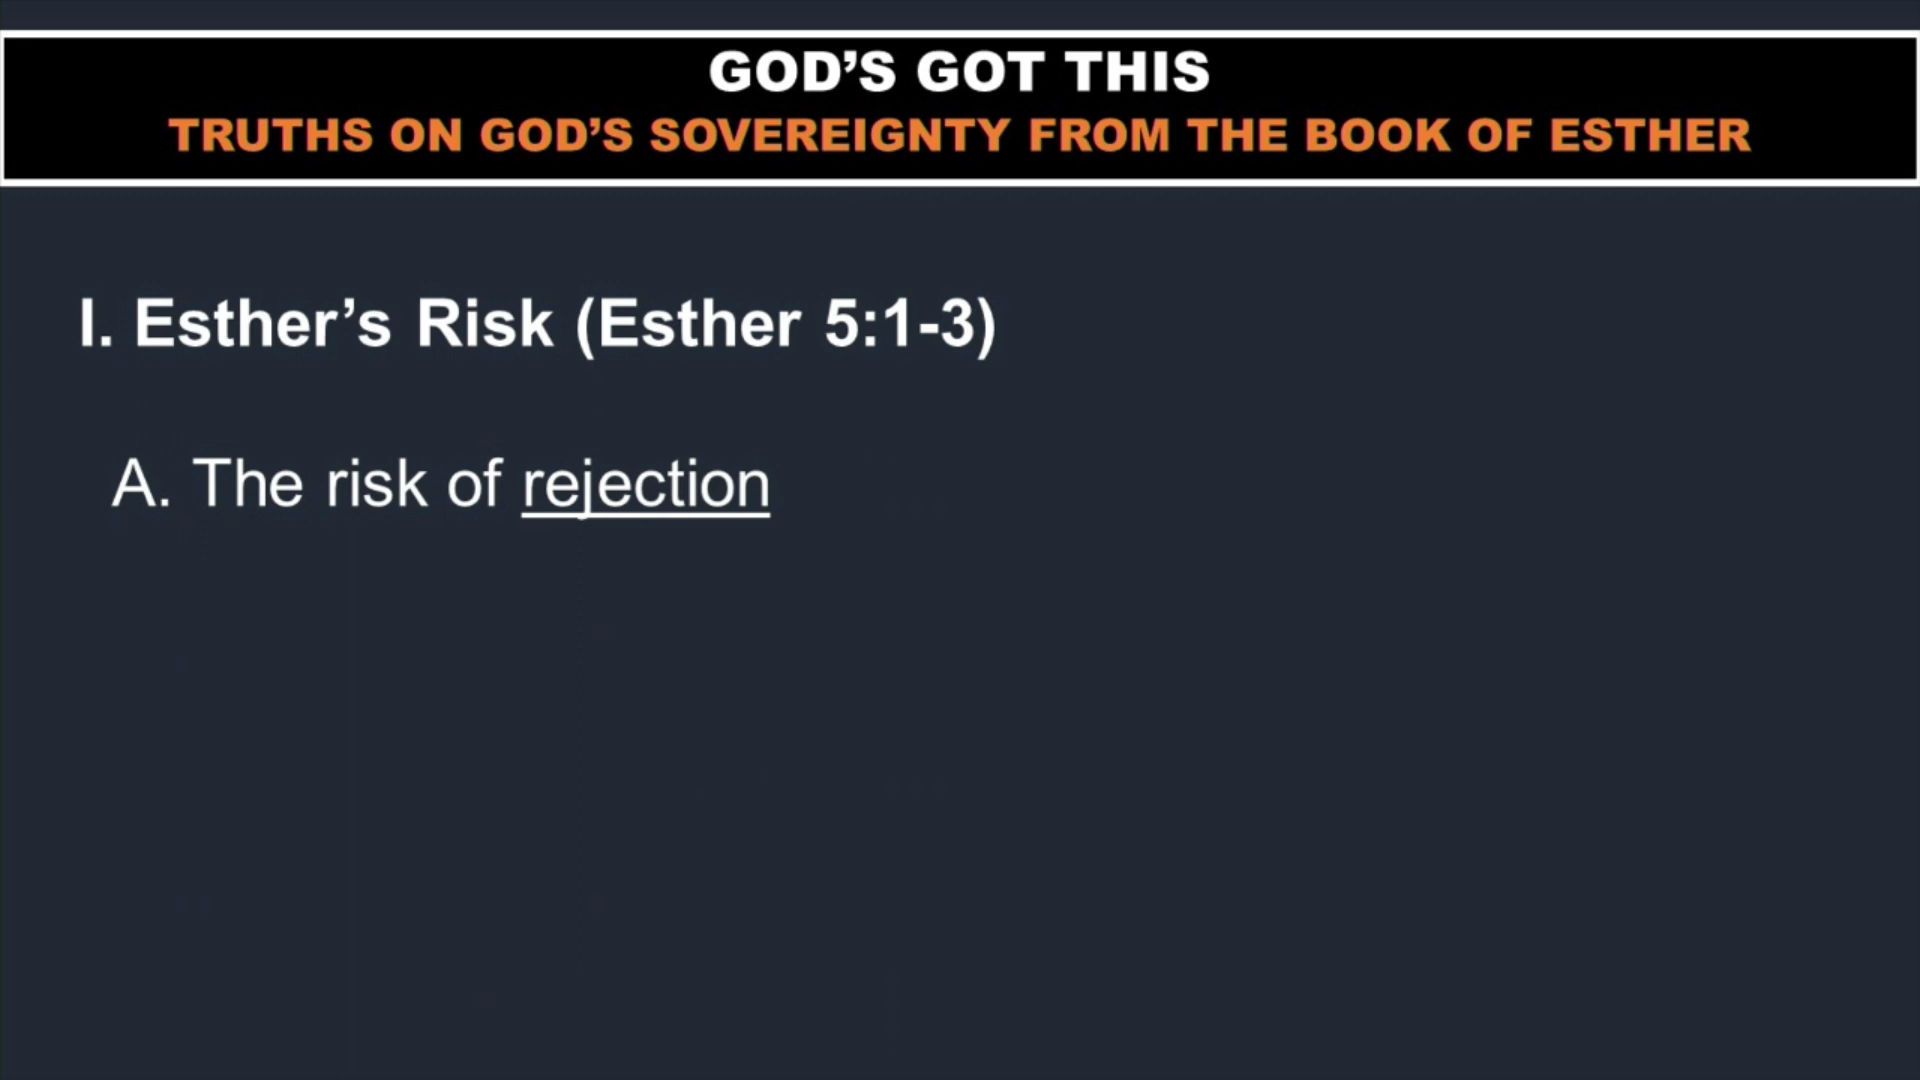 GOD’S GOT THIS
TRUTHS ON GOD’S SOVEREIGNTY FROM THE BOOK OF ESTHER
I. Esther’s Risk (Esther 5:1-3)
A. The risk of rejection